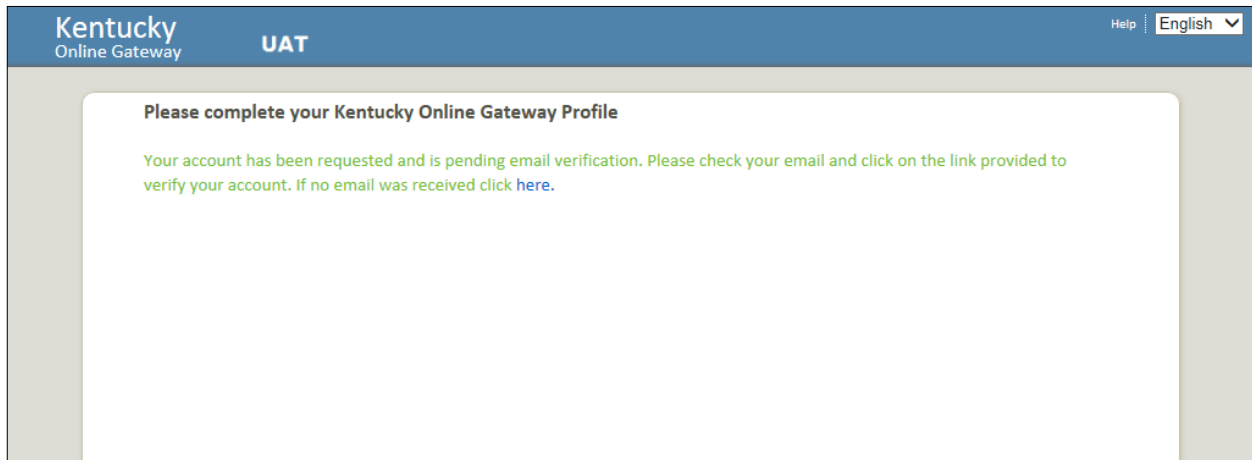 Kentucky
Online Gateway
UAT
Help
English
Please complete your Kentucky Online Gateway Profile
Your account has been requested and is pending email verification. Please check your email and click on the link provided to
verify your account. If no email was received click here.